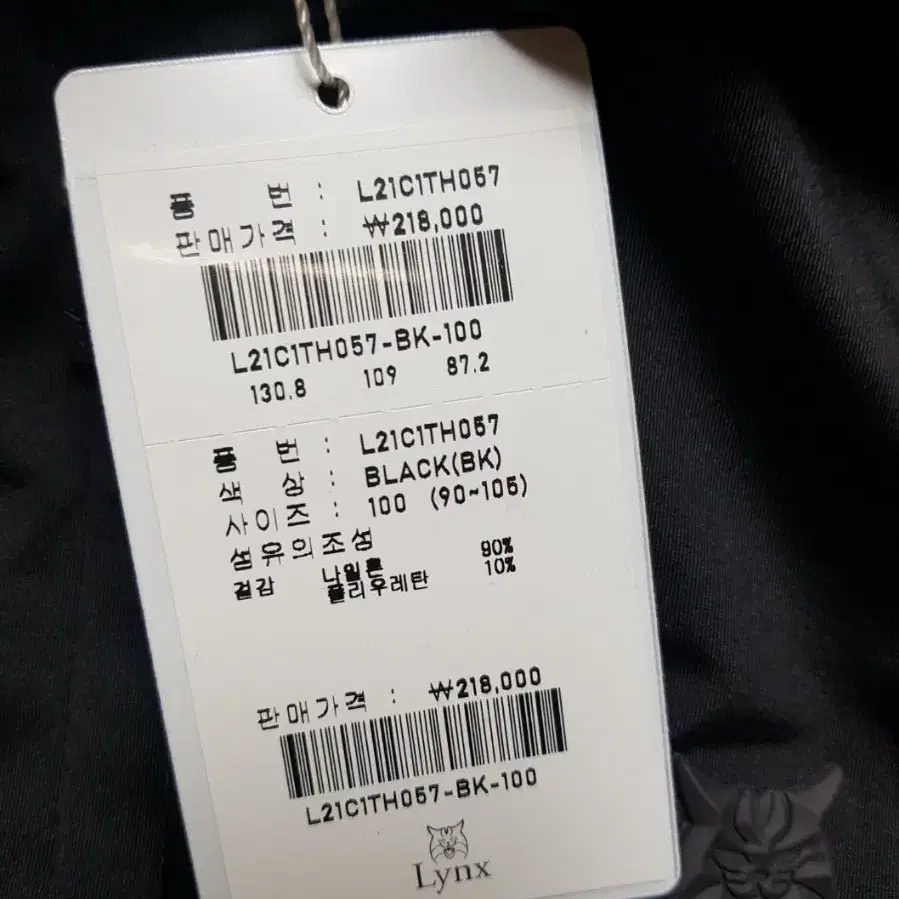 품 번 : L21C1TH057
판매가격 : ₩218,000
L21C1TH057-BK-100
130.8 109 87.2
품 번 : L21C1TH057
색 상 : BLACK(BK)
사이즈 : 100 (90~105)
섬유의조성
겉감 나일론 90%
폴리우레탄 10%
판매가격 : ₩218,000
L21C1TH057-BK-100
Lynx